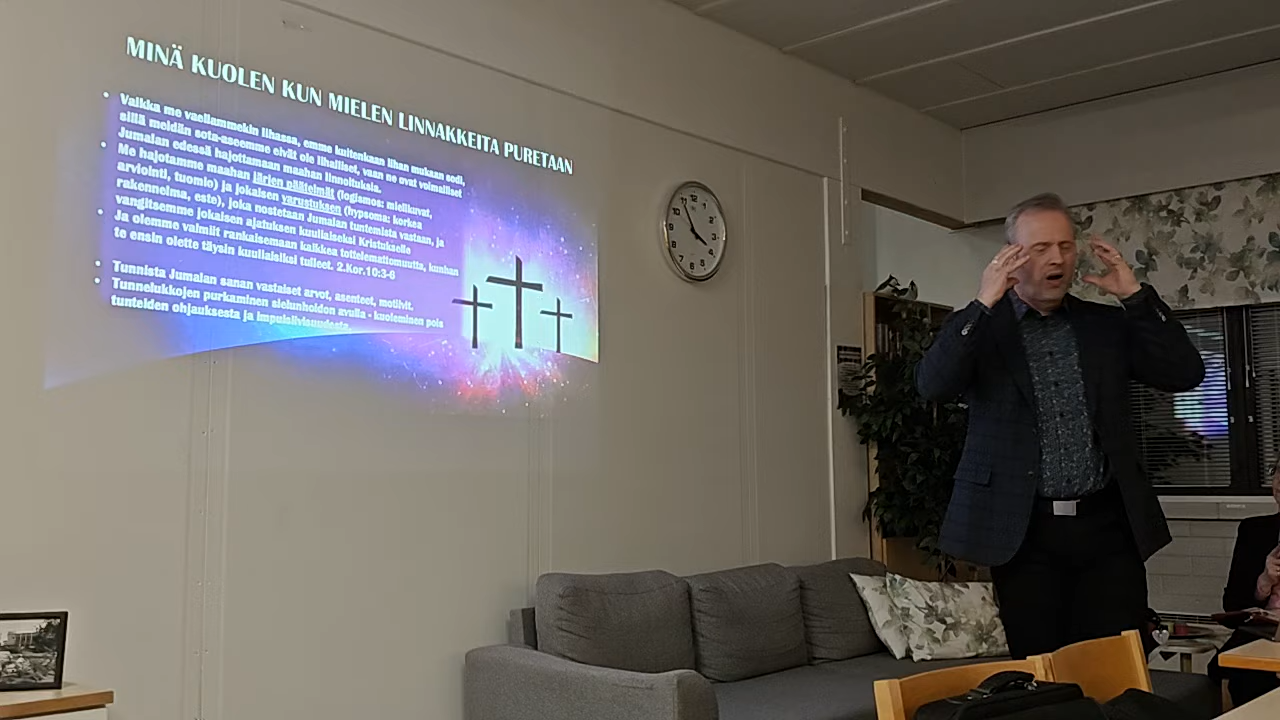 MINÄ KUOLEN KUN MIELEN LINNAKKEITA PURETAAN
• Vaikka me vaellammekin lihassa, emme kuitenkaan lihan mukaan sodi,
sillä meidän sota-aseemme eivät ole lihalliset, vaan ne ovat voimalliset
Jumalan edessä hajottamaan maahan linnoituksia.
• Me hajotamme maahan järjen päätelmät (logismos: mielikuvat,
arviointi, tuomio) ja jokaisen varustuksen (hypsoma: korkea
rakennelma, este), joka nostetaan Jumalan tuntemista vastaan, ja
vangitsemme jokaisen ajatuksen kuuliaiseksi Kristukselle
• Ja olemme valmiit rankaisemaan kaikkea tottelemattomuutta, kunhan
te ensin olette täysin kuuliaisiksi tulleet. 2.Kor.10:3-6
• Tunnista Jumalan sanan vastaiset arvot, asenteet, motiivit.
• Tunnelukkojen purkaminen sielunhoidon avulla - kuoleminen pois
tunteiden ohjauksesta ja impulsiivisuudesta.